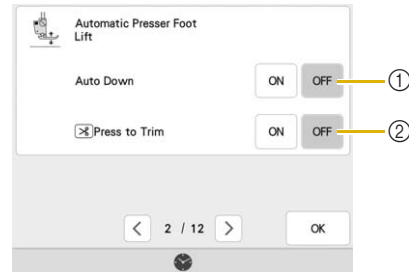 Automatic Presser Foot
Lift
Auto Down ON OFF ①
Press to Trim ON OFF ②
< 2 / 12 > OK